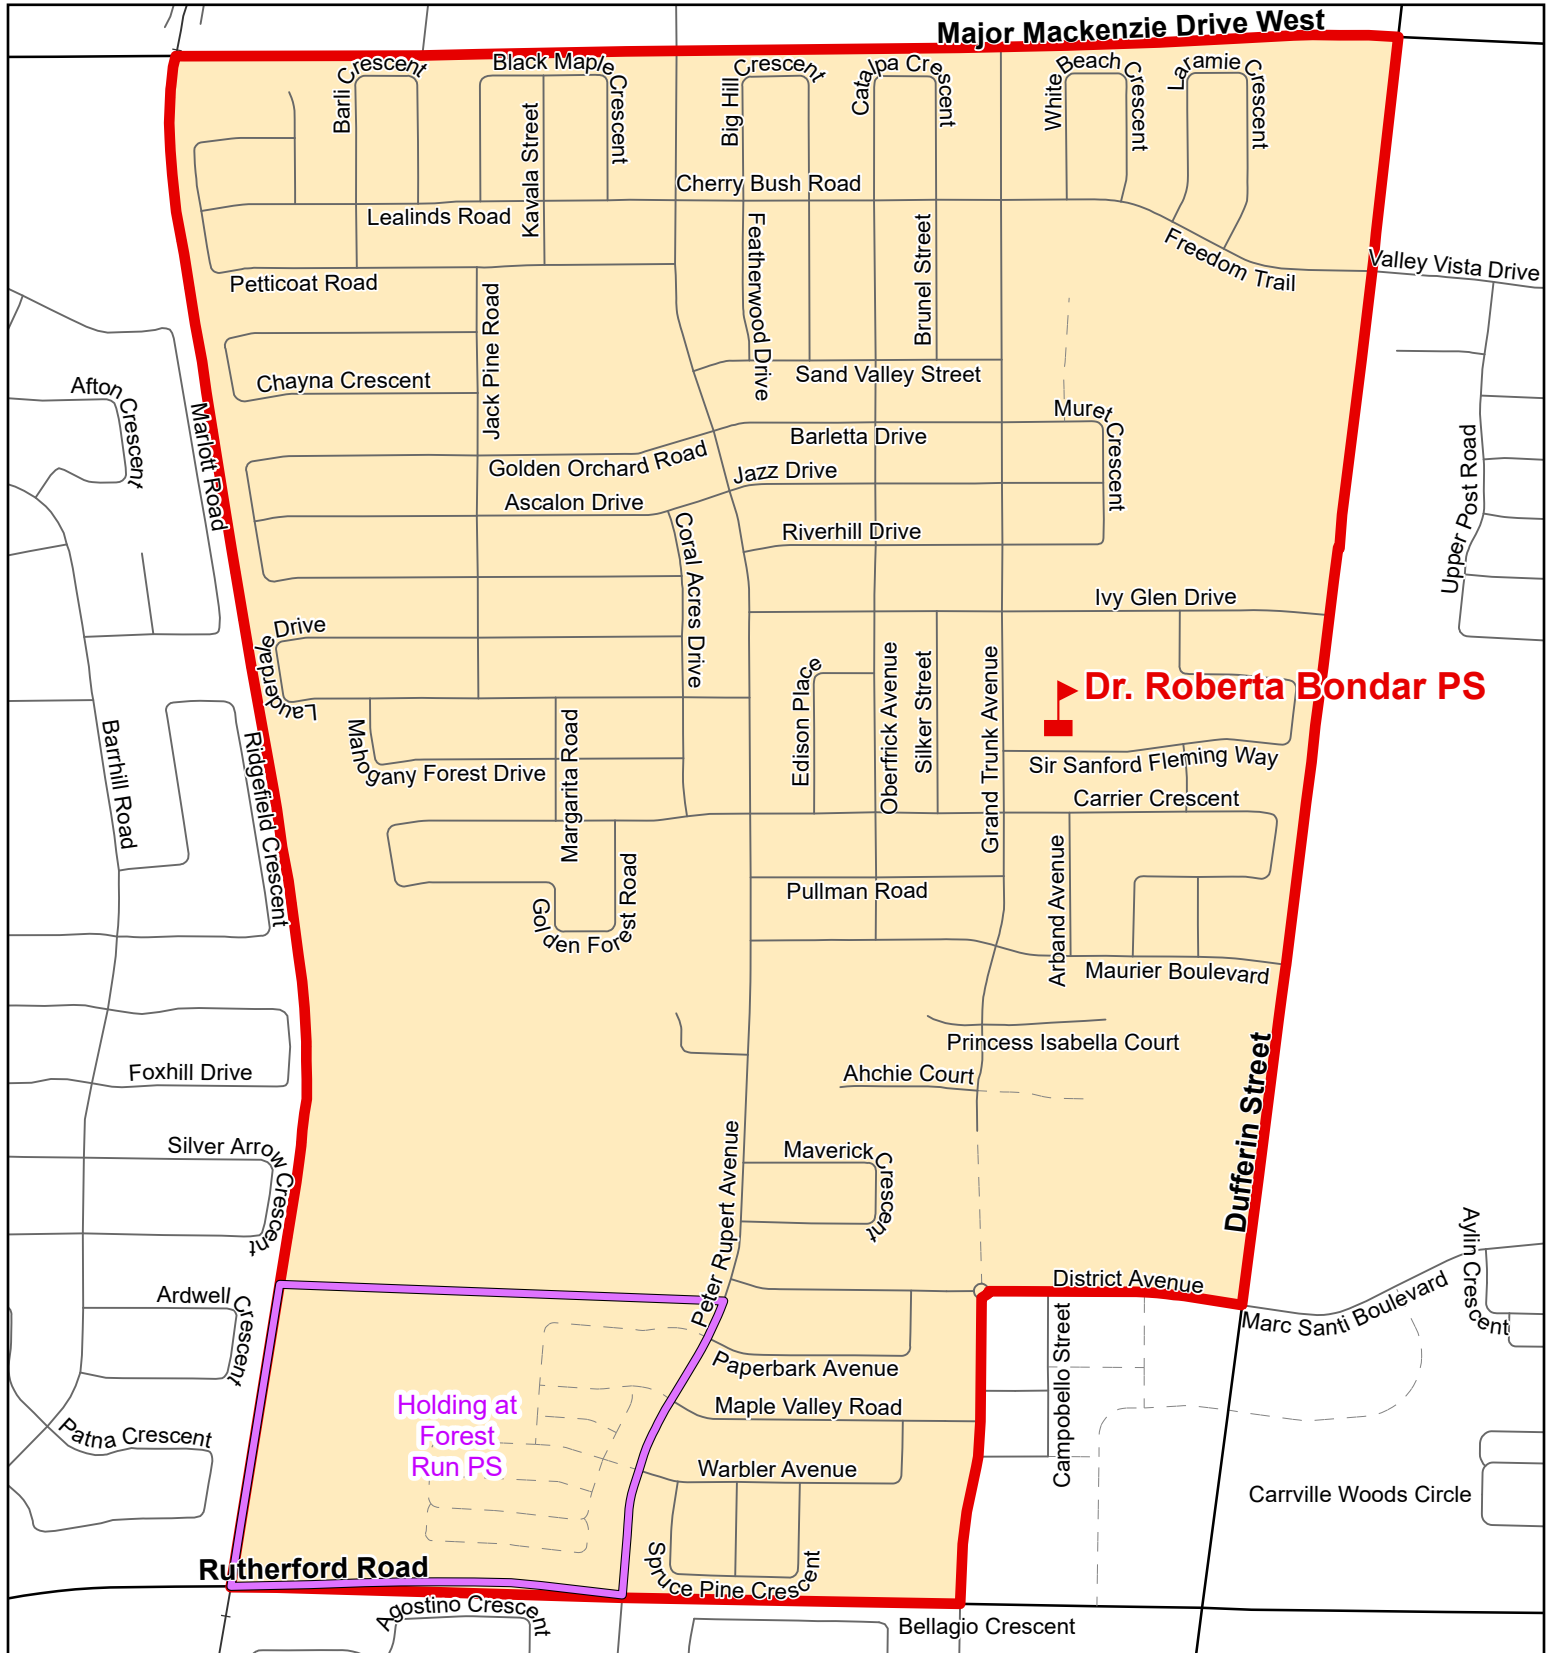 Major Mackenzie Drive West
Barli Crescent
Black Maple Crescent
Kavala Street
Big Hill Crescent
Catalpa Crescent
White Beach Crescent
Laramie Crescent
Cherry Bush Road
Lealinds Road
Petticoat Road
Featherwood Drive
Brunel Street
Freedom Trail
Valley Vista Drive
Jack Pine Road
Chayna Crescent
Sand Valley Street
Afton Crescent
Marlott Road
Muret Crescent
Barletta Drive
Golden Orchard Road
Jazz Drive
Ascalon Drive
Coral Acres Drive
Riverhill Drive
Upper Post Road
Ivy Glen Drive
Lauderdale Drive
Dr. Roberta Bondar PS
Edison Place
Oberfrick Avenue
Silker Street
Grand Trunk Avenue
Mahogany Forest Drive
Margarita Road
Sir Sanford Fleming Way
Carrier Crescent
Barrhill Road
Ridgefield Crescent
Golden Forest Road
Pullman Road
Arband Avenue
Maurier Boulevard
Princess Isabella Court
Ahchie Court
Foxhill Drive
Dufferin Street
Silver Arrow Crescent
Maverick Crescent
Peter Rupert Avenue
Aylin Crescent
District Avenue
Ardwell Crescent
Marc Santi Boulevard
Campobello Street
Paperbark Avenue
Maple Valley Road
Holding at
Forest
Run PS
Patna Crescent
Warbler Avenue
Carrville Woods Circle
Rutherford Road
Spruce Pine Crescent
Agostino Crescent
Bellagio Crescent